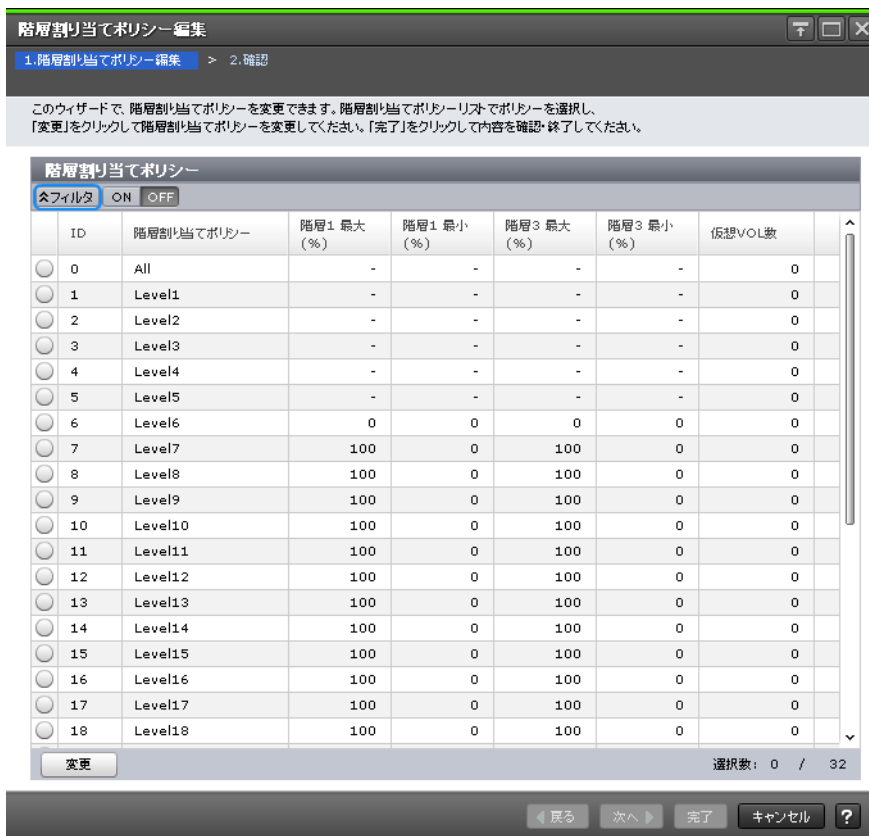 階層割り当てポリシー編集
1.階層割り当てポリシー編集 > 2.確認
このウィザードで、階層割り当てポリシーを変更できます。階層割り当てポリシーリストでポリシーを選択し、
「変更」をクリックして階層割り当てポリシーを変更してください。「完了」をクリックして内容を確認・終了してください。
階層割り当てポリシー
フィルタ ON OFF
ID 階層割り当てポリシー 階層1 最大 (%) 階層1 最小 (%) 階層3 最大 (%) 階層3 最小 (%) 仮想VOL数
0 All - - - - 0
1 Level1 - - - - 0
2 Level2 - - - - 0
3 Level3 - - - - 0
4 Level4 - - - - 0
5 Level5 - - - - 0
6 Level6 0 0 0 0 0
7 Level7 100 0 100 0 0
8 Level8 100 0 100 0 0
9 Level9 100 0 100 0 0
10 Level10 100 0 100 0 0
11 Level11 100 0 100 0 0
12 Level12 100 0 100 0 0
13 Level13 100 0 100 0 0
14 Level14 100 0 100 0 0
15 Level15 100 0 100 0 0
16 Level16 100 0 100 0 0
17 Level17 100 0 100 0 0
18 Level18 100 0 100 0 0
変更 選択数: 0 / 32
戻る 次へ 完了 キャンセル ?